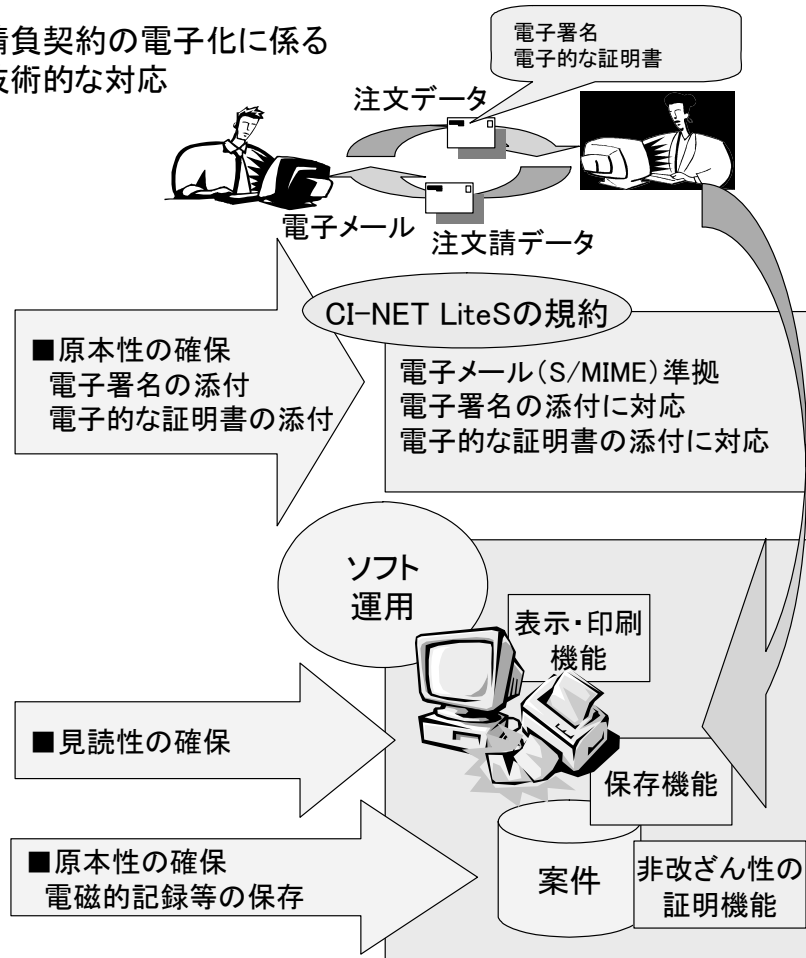 請負契約の電子化に係る
技術的な対応
電子署名
電子的な証明書
注文データ
電子メール
注文請データ
CI-NET LiteSの規約
■原本性の確保
電子署名の添付
電子的な証明書の添付
電子メール(S/MIME)準拠
電子署名の添付に対応
電子的な証明書の添付に対応
ソフト
運用
表示・印刷
機能
■見読性の確保
保存機能
■原本性の確保
電磁的記録等の保存
案件
非改ざん性の
証明機能